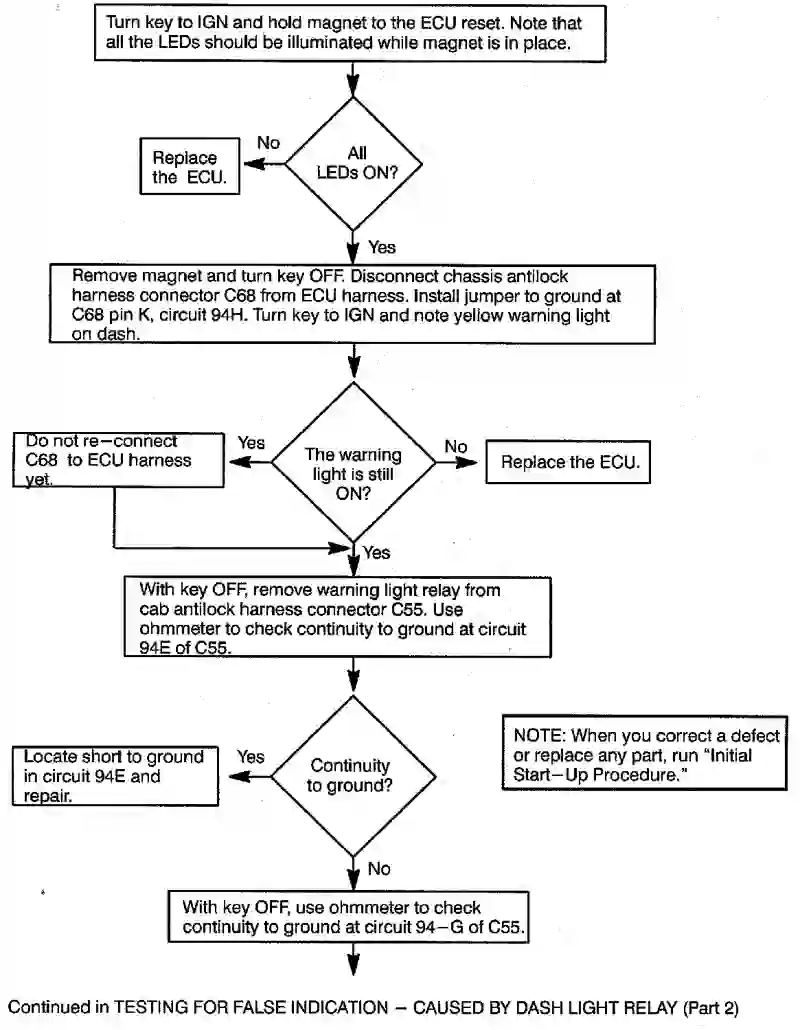 Turn key to IGN and hold magnet to the ECU reset. Note that
all the LEDs should be illuminated while magnet is in place.
All
LEDs ON?
No
Replace
the ECU.
Yes
Remove magnet and turn key OFF. Disconnect chassis antilock
harness connector C68 from ECU harness. Install jumper to ground at
C68 pin K, circuit 94H. Turn key to IGN and note yellow warning light
on dash.
The warning
light is still
ON?
Yes
Do not re-connect
C68 to ECU harness
yet.
No
Replace the ECU.
Yes
With key OFF, remove warning light relay from
cab antilock harness connector C55. Use
ohmmeter to check continuity to ground at circuit
94E of C55.
Continuity
to ground?
Yes
Locate short to ground
in circuit 94E and
repair.
NOTE: When you correct a defect
or replace any part, run "Initial
Start-Up Procedure."
No
With key OFF, use ohmmeter to check
continuity to ground at circuit 94-G of C55.
Continued in TESTING FOR FALSE INDICATION - CAUSED BY DASH LIGHT RELAY (Part 2)